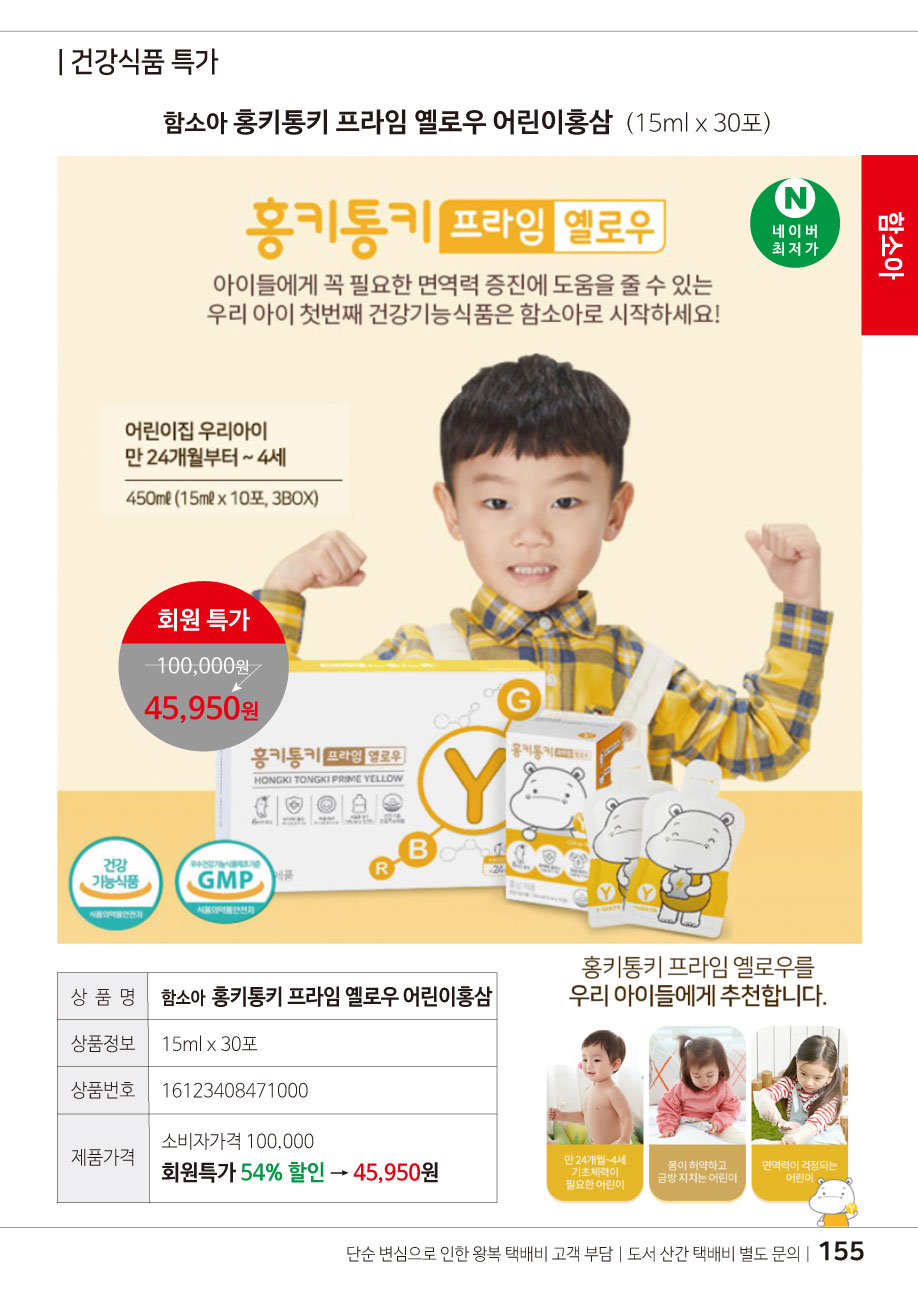 | 건강식품 특가
함소아 홍키통키 프라임 옐로우 어린이홍삼 (15ml x 30포)
함소아
홍키통키 프라임 옐로우
N
네이버
최저가
아이들에게 꼭 필요한 면역력 증진에 도움을 줄 수 있는
우리 아이 첫번째 건강기능식품은 함소아로 시작하세요!
어린이집 우리아이
만 24개월부터 ~ 4세
450㎖ (15㎖ x 10포, 3BOX)
회원 특가
100,000원
45,950원
홍키통키 프라임 옐로우
HONGKI TONGKI PRIME YELLOW
G
Y
B
R
홍키통키 프라임 옐로우
Y
Y
건강
기능식품
식품의약품안전처
우수건강기능식품제조기준
GMP
식품의약품안전처
제품
상 품 명 함소아 홍키통키 프라임 옐로우 어린이홍삼
상품정보 15ml x 30포
상품번호 16123408471000
제품가격 소비자가격 100,000
회원특가 54% 할인 → 45,950원
홍키통키 프라임 옐로우를
우리 아이들에게 추천합니다.
만 24개월~4세
기초체력이
필요한 어린이
몸이 허약하고
금방 지치는 어린이
면역력이 걱정되는
어린이
단순 변심으로 인한 왕복 택배비 고객 부담 | 도서 산간 택배비 별도 문의 | 155